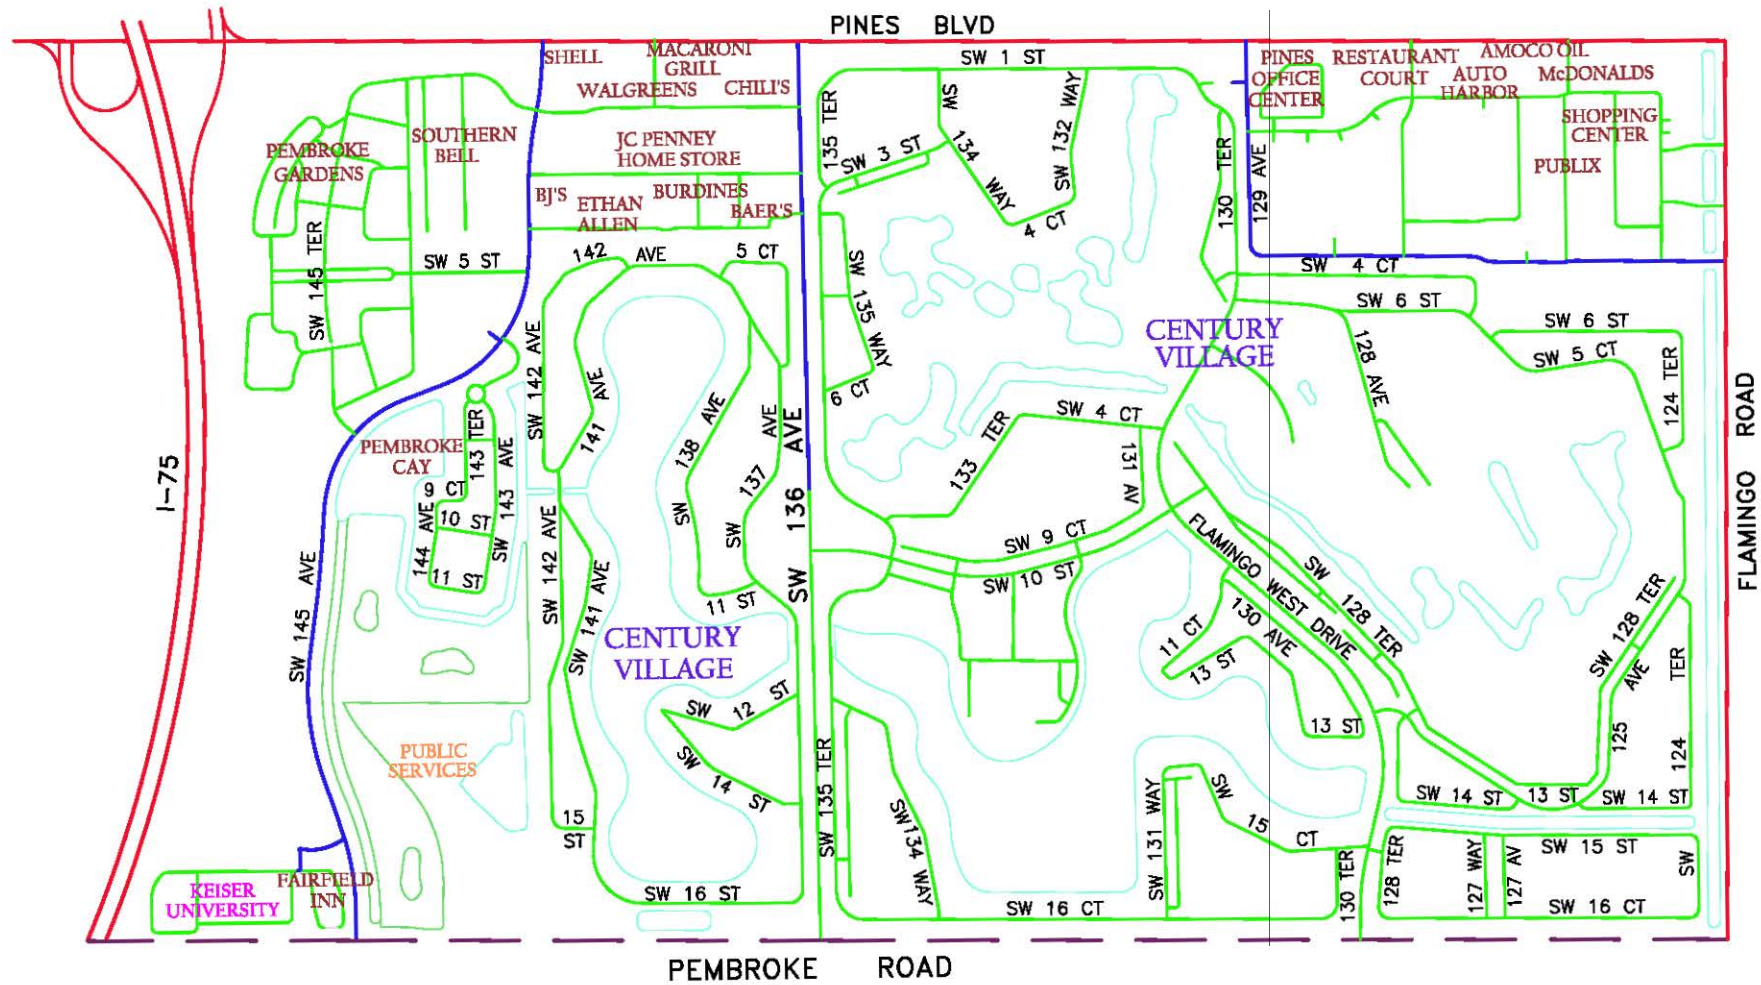 PINES BLVD
SHELL
MACARONI
GRILL
WALGREENS
CHILI'S
SW 1 ST
PINES
OFFICE
CENTER
RESTAURANT
COURT
AMOCO OIL
AUTO
HARBOR
McDONALDS
SHOPPING
CENTER
PUBLIX
PEMBROKE
GARDENS
SOUTHERN
BELL
JC PENNEY
HOME STORE
BJ'S
ETHAN
ALLEN
BURDINES
BAER'S
135 TER
SW 3 ST
SW 134 WAY
SW 132 WAY
4 CT
130 TER
129 AVE
SW 145 TER
SW 5 ST
142 AVE
5 CT
SW 135 WAY
6 CT
SW 4 CT
SW 6 ST
SW 6 ST
SW 5 CT
128 AVE
124 TER
CENTURY
VILLAGE
SW 142 AVE
141 AVE
SW 138 AVE
SW 137 AVE
SW 136 AVE
I-75
FLAMINGO ROAD
PEMBROKE
CAY
143 TER
SW 143 AVE
9 CT
10 ST
144 AVE
11 ST
133 TER
SW 4 CT
131 AV
SW 9 CT
SW 10 ST
SW 145 AVE
SW 142 AVE
SW 141 AVE
11 ST
CENTURY
VILLAGE
FLAMINGO WEST DRIVE
SW 128 TER
130 AVE
11 CT
13 ST
13 ST
SW 128 TER
125 AVE
124 TER
SW 12 ST
SW 14 ST
PUBLIC
SERVICES
15
ST
SW 135 TER
SW 134 WAY
SW 131 WAY
SW 15 CT
SW 14 ST
13 ST
SW 14 ST
130 TER
128 TER
127 WAY
127 AV
SW 15 ST
SW
SW 16 ST
SW 16 CT
SW 16 CT
KEISER
UNIVERSITY
FAIRFIELD
INN
PEMBROKE ROAD